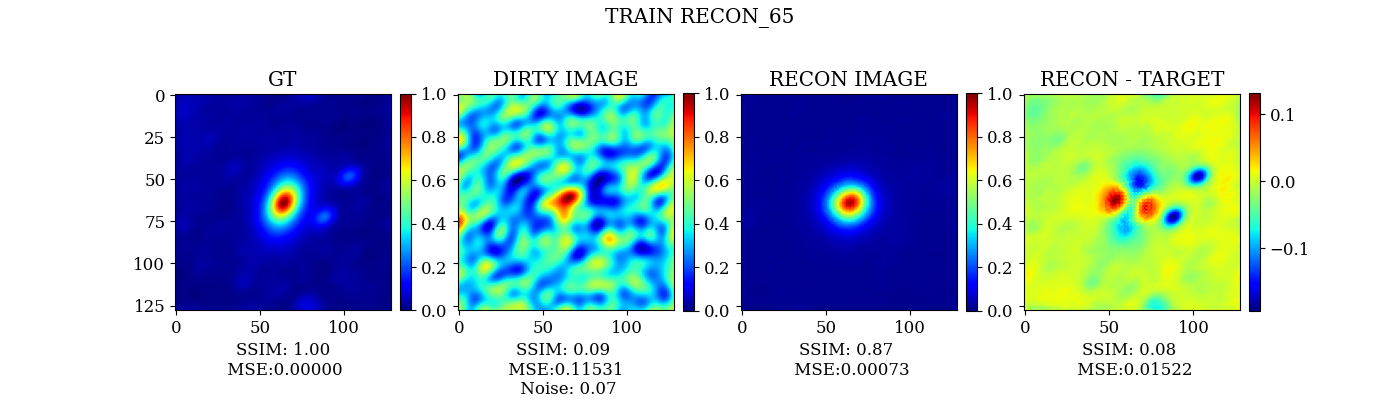 TRAIN RECON_65
GT
DIRTY IMAGE
RECON IMAGE
RECON - TARGET
0
25
50
75
100
125
0
50
100
1.0
0.8
0.6
0.4
0.2
0.0
0
100
50
1.0
0.8
0.6
0.4
0.2
0.0
0
50
100
1.0
0.8
0.6
0.4
0.2
0.0
0
50
100
0.1
0.0
−0.1
SSIM: 1.00
MSE:0.00000
SSIM: 0.09
MSE:0.11531
Noise: 0.07
SSIM: 0.87
MSE:0.00073
SSIM: 0.08
MSE:0.01522